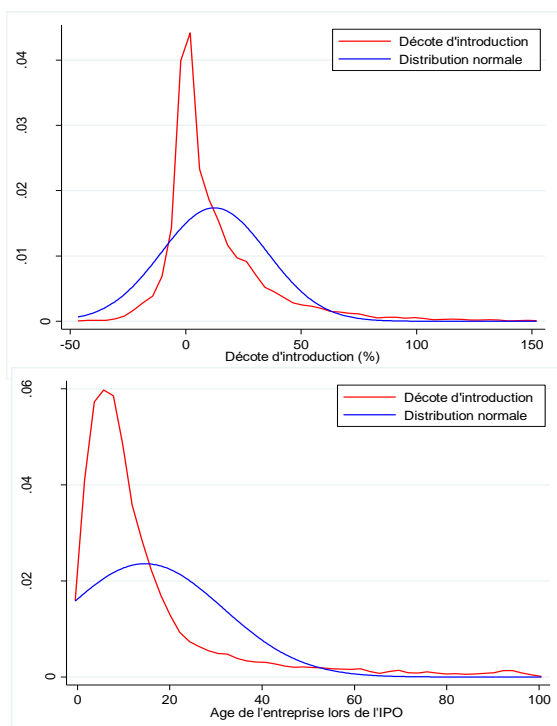 Décote d'introduction
Distribution normale
.04
.03
.02
.01
0
-50 0 50 100 150
Décote d'introduction (%)
Décote d'introduction
Distribution normale
.06
.04
.02
0
0 20 40 60 80 100
Age de l'entreprise lors de l'IPO